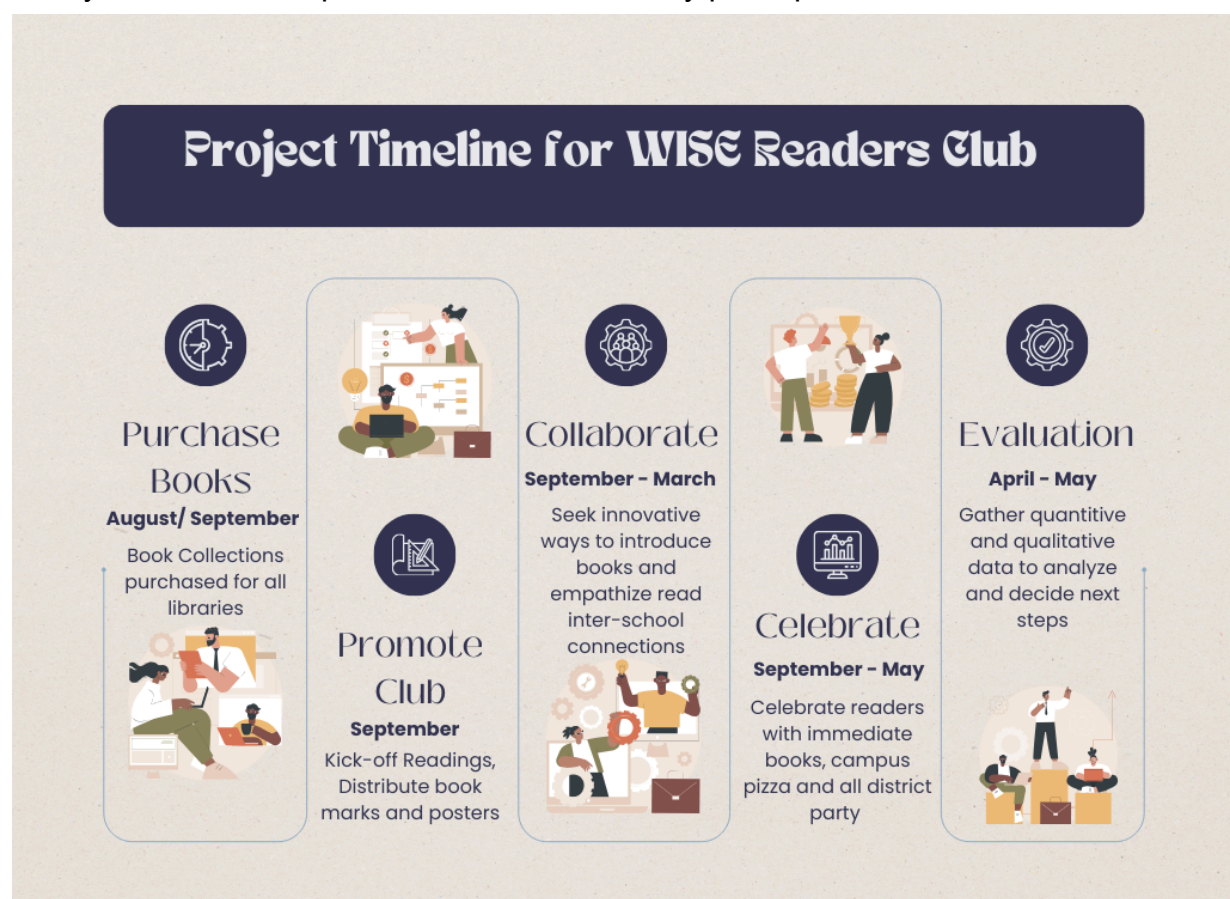 Project Timeline for WISE Readers Club
Purchase
Books
August/ September
Book Collections
purchased for all
libraries
Promote
Club
September
Kick-off Readings,
Distribute book
marks and posters
Collaborate
September - March
Seek innovative
ways to introduce
books and
empathize read
inter-school
connections
Celebrate
September - May
Celebrate readers
with immediate
books, campus
pizza and all district
party
Evaluation
April - May
Gather quantitive
and qualitative
data to analyze
and decide next
steps